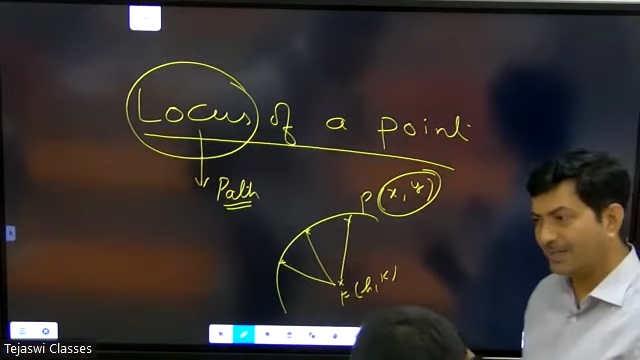 Locus of a point
Path
P(x, y)
F(h, k)
Tejaswi Classes